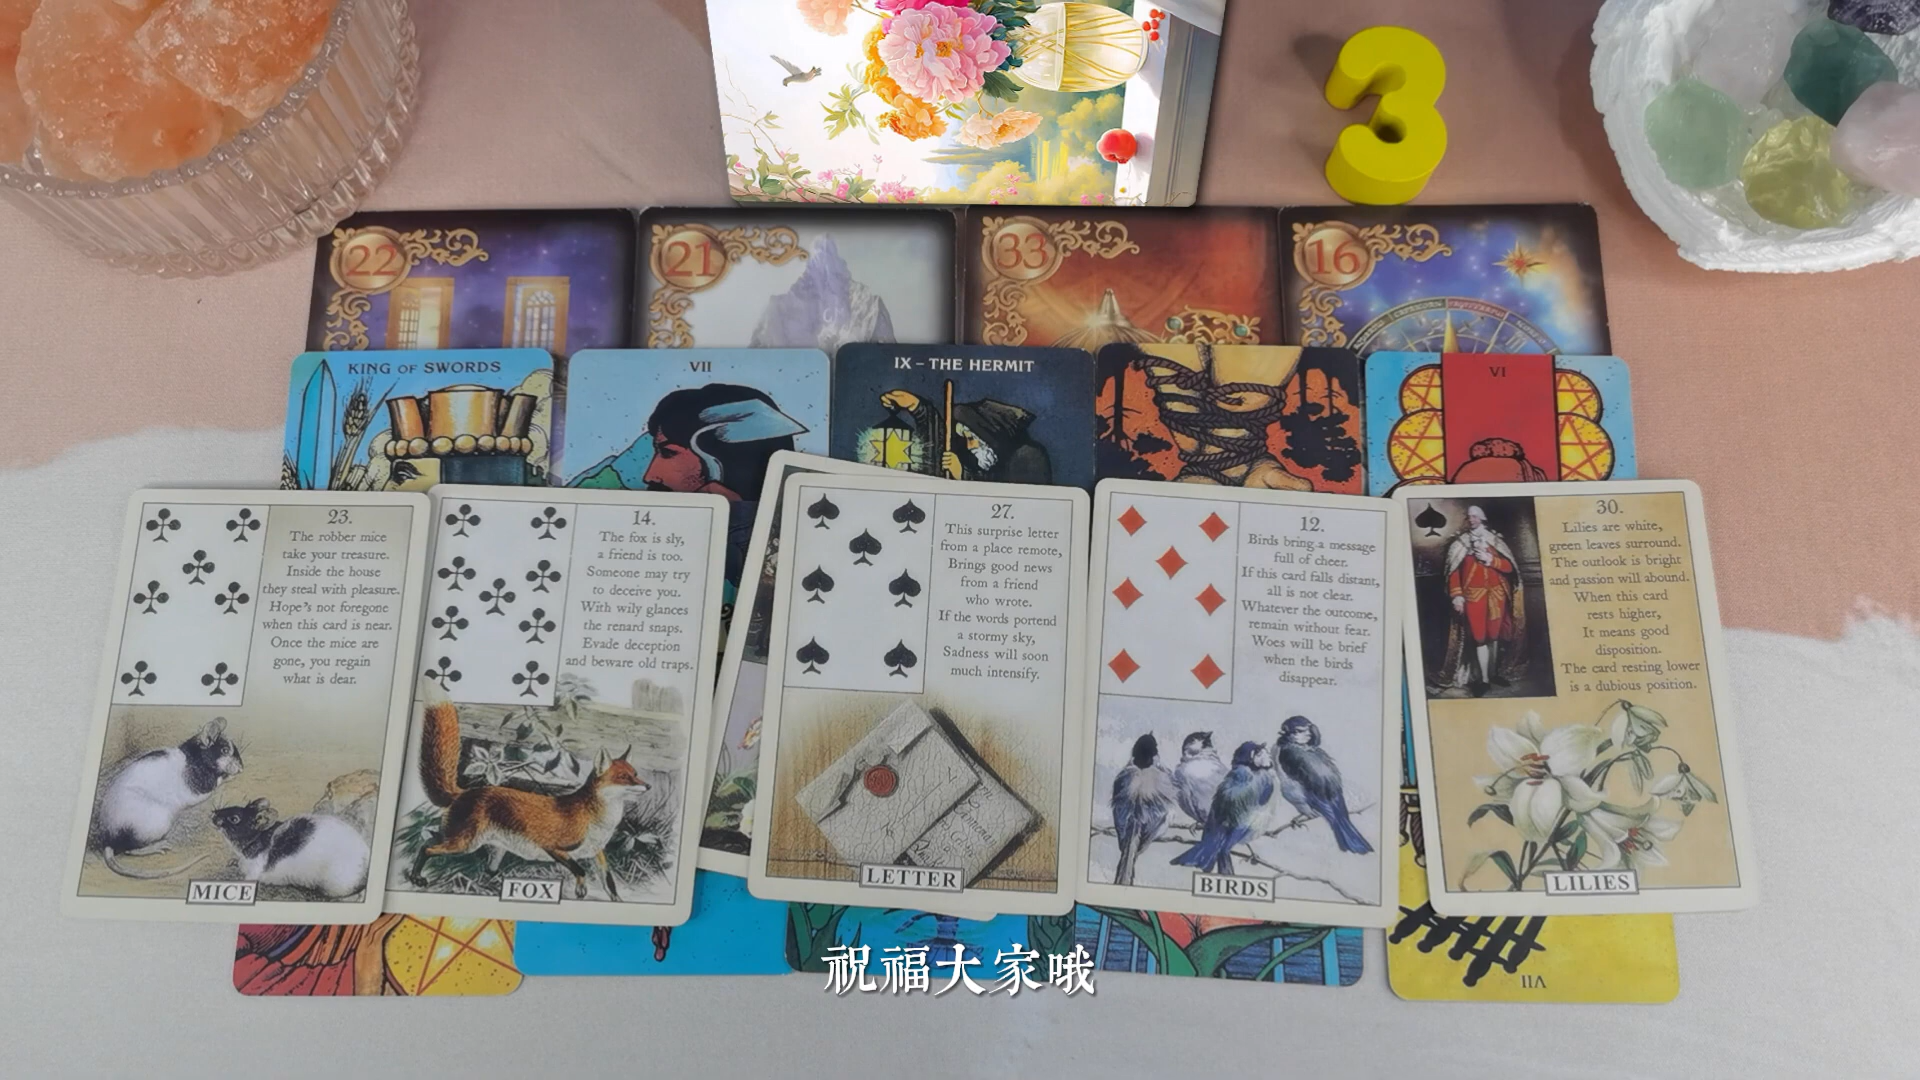 3
22
21
33
16
KING OF SWORDS
VII
IX – THE HERMIT
VI
23.
The robber mice
take your treasure.
Inside the house
they steal with pleasure.
Hope's not foregone
when this card is near.
Once the mice are
gone, you regain
what is dear.
MICE
14.
The fox is sly,
a friend is too.
Someone may try
to deceive you.
With wily glances
the renard snaps.
Evade deception
and beware old traps.
FOX
27.
This surprise letter
from a place remote,
Brings good news
from a friend
who wrote.
If the words portend
a stormy sky,
Sadness will soon
much intensify.
LETTER
12.
Birds bring a message
full of cheer.
If this card falls distant,
all is not clear.
Whatever the outcome,
remain without fear.
Woes will be brief
when the birds
disappear.
BIRDS
30.
Lilies are white,
green leaves surround.
The outlook is bright
and passion will abound.
When this card
rests higher,
It means good
disposition.
The card resting lower
is a dubious position.
LILIES
VII
祝福大家哦